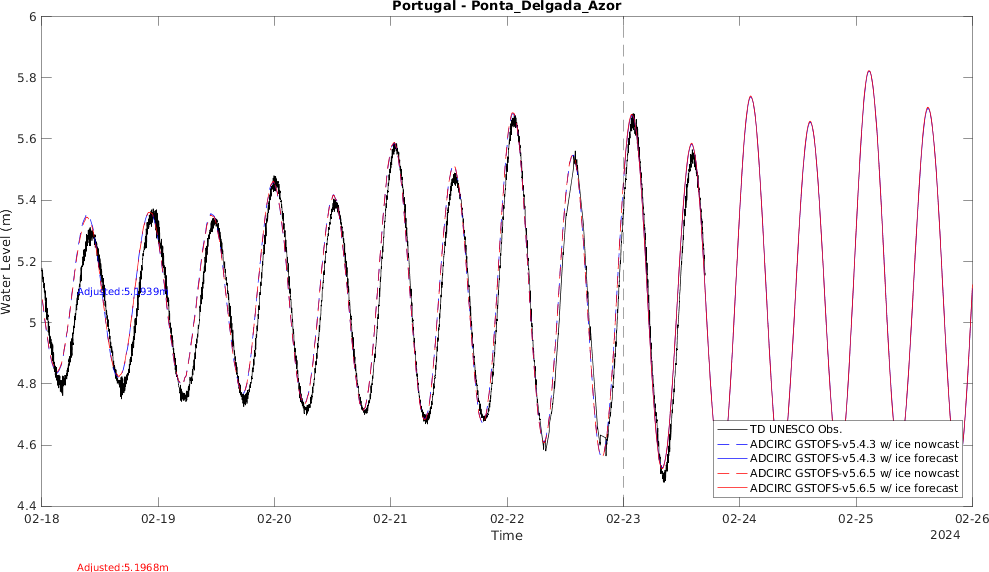 Portugal - Ponta_Delgada_Azor
6
5.8
5.6
5.4
5.2
5
4.8
4.6
4.4
Water Level (m)
Adjusted:5.1939m
TD UNESCO Obs.
ADCIRC GSTOFS-v5.4.3 w/ ice nowcast
ADCIRC GSTOFS-v5.4.3 w/ ice forecast
ADCIRC GSTOFS-v5.6.5 w/ ice nowcast
ADCIRC GSTOFS-v5.6.5 w/ ice forecast
02-18 02-19 02-20 02-21 02-22 02-23 02-24 02-25 02-26
Time
2024
Adjusted:5.1968m